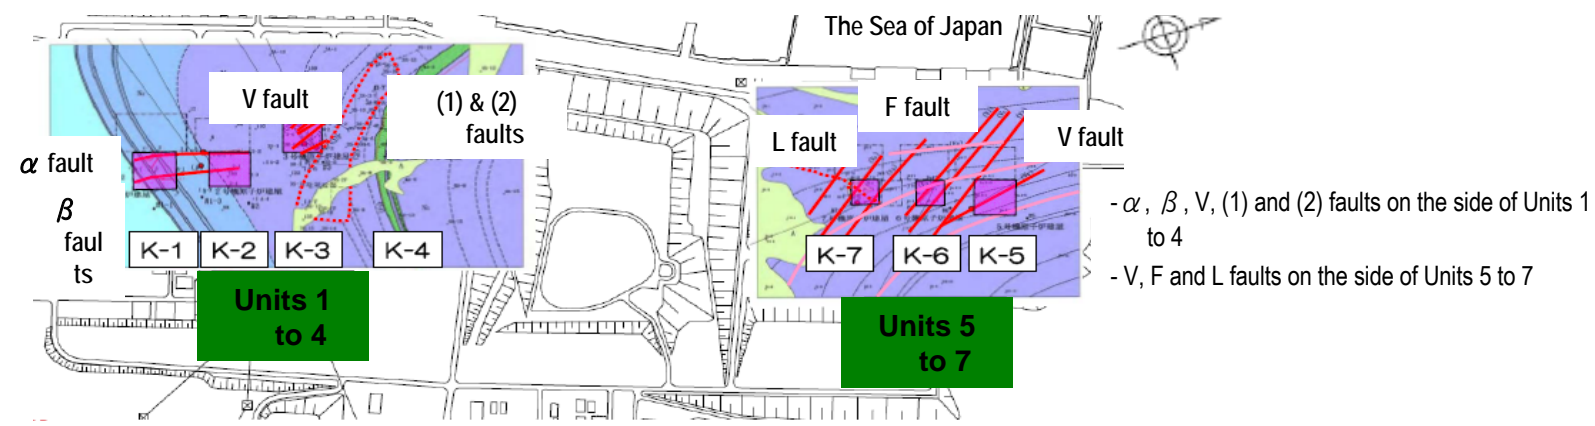 The Sea of Japan
V fault
(1) & (2)
faults
α fault
β
faul
ts
K-1
K-2
K-3
K-4
Units 1
to 4
F fault
L fault
V fault
K-7
K-6
K-5
Units 5
to 7
- α, β, V, (1) and (2) faults on the side of Units 1
to 4
- V, F and L faults on the side of Units 5 to 7